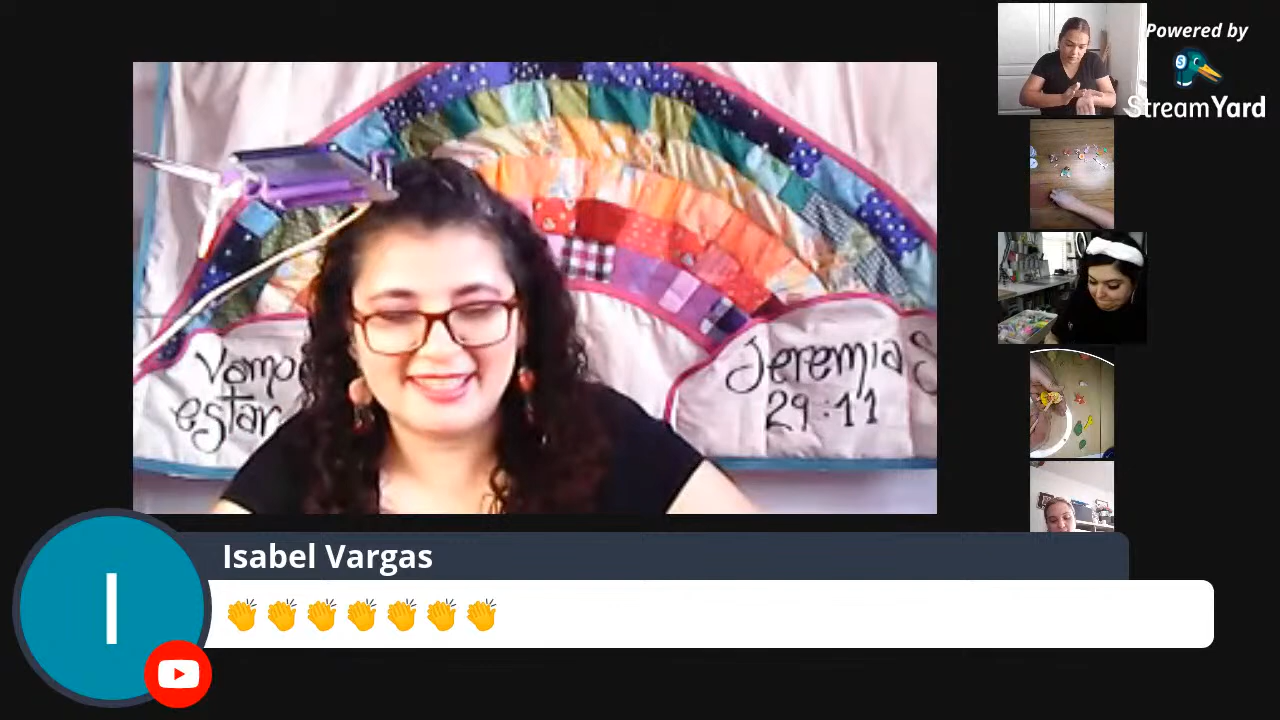 Powered by
StreamYard
Vamo
estar
Jeremias
29:11
Isabel Vargas
👏👏👏👏👏👏👏
I